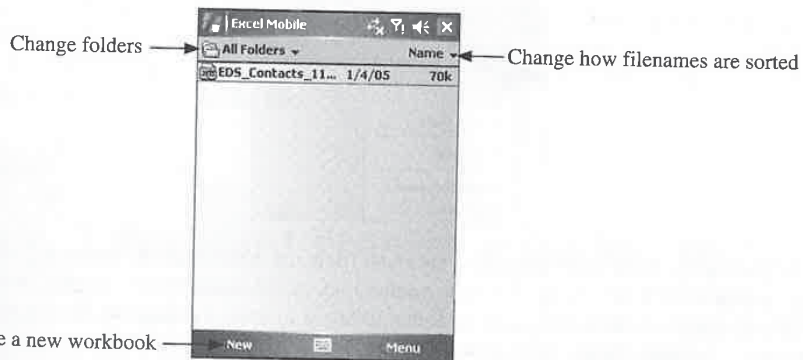 Excel Mobile
Change folders
All Folders
Name
Change how filenames are sorted
EDS_Contacts_11... 1/4/05 70k
e a new workbook
New
Menu